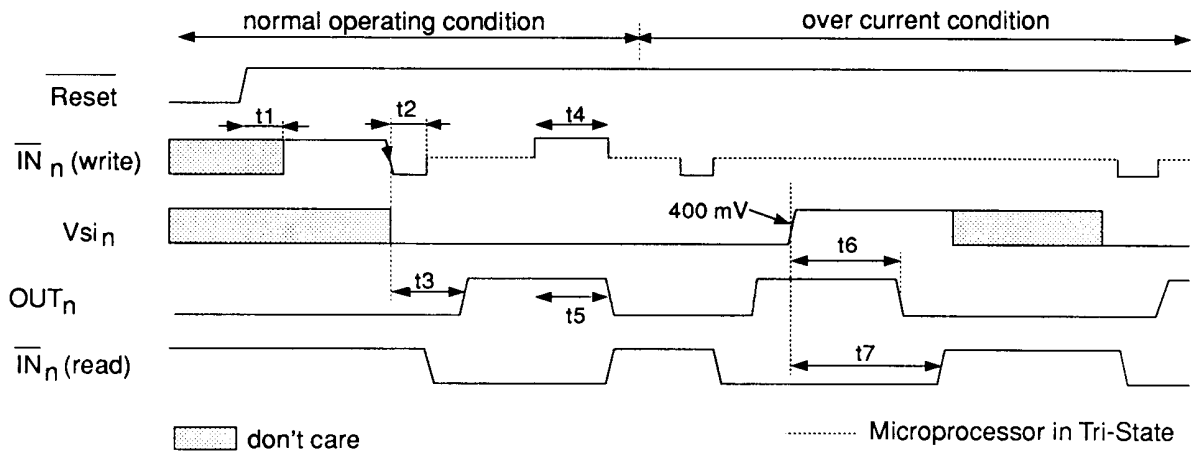 normal operating condition
over current condition
Reset
t1
t2
t4
IN n (write)
400 mV
Vsi n
t6
t3
OUT n
t5
t7
IN n (read)
don't care
Microprocessor in Tri-State